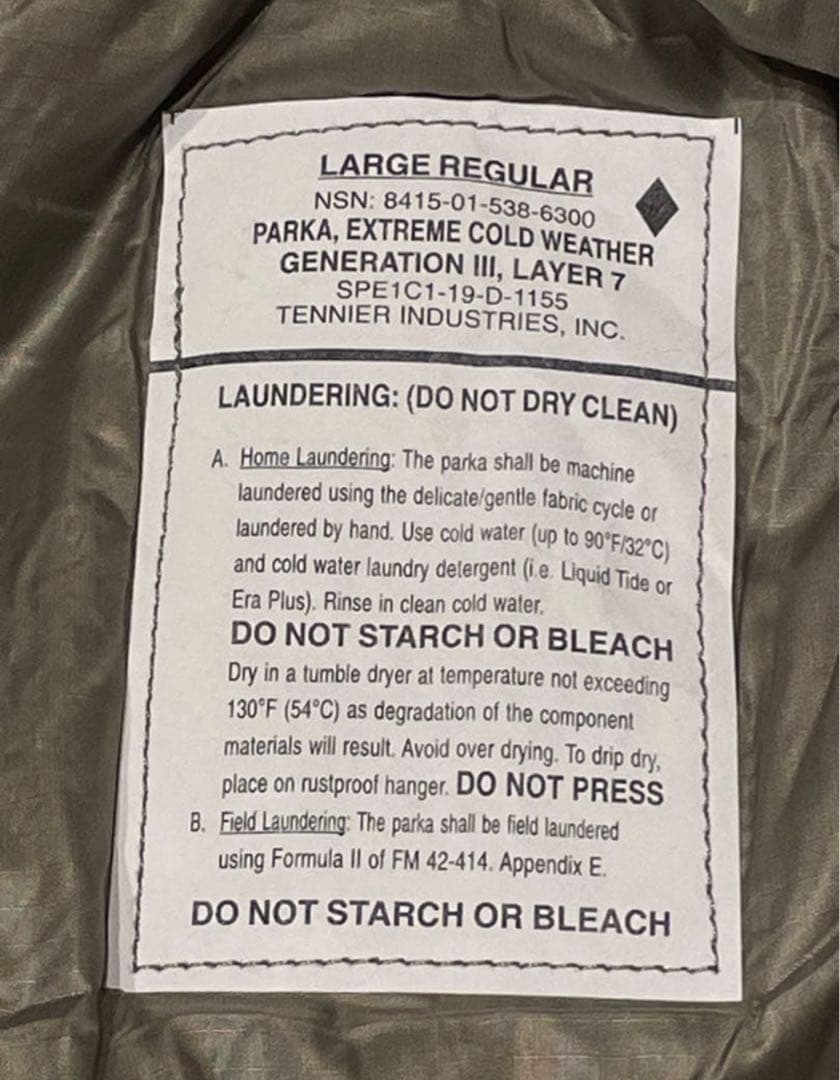 LARGE REGULAR
NSN: 8415-01-538-6300
PARKA, EXTREME COLD WEATHER
GENERATION III, LAYER 7
SPE1C1-19-D-1155
TENNIER INDUSTRIES, INC.
LAUNDERING: (DO NOT DRY CLEAN)
A. Home Laundering: The parka shall be machine
laundered using the delicate/gentle fabric cycle or
laundered by hand. Use cold water (up to 90°F/32°C)
and cold water laundry detergent (i.e. Liquid Tide or
Era Plus). Rinse in clean cold water.
DO NOT STARCH OR BLEACH
Dry in a tumble dryer at temperature not exceeding
130°F (54°C) as degradation of the component
materials will result. Avoid over drying. To drip dry,
place on rustproof hanger. DO NOT PRESS
B. Field Laundering: The parka shall be field laundered
using Formula II of FM 42-414. Appendix E.
DO NOT STARCH OR BLEACH